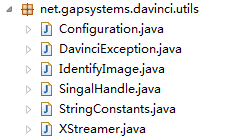 net.gapsystems.davinci.utils
Configuration.java
DavinciException.java
IdentifyImage.java
SingalHandle.java
StringConstants.java
XStreamer.java